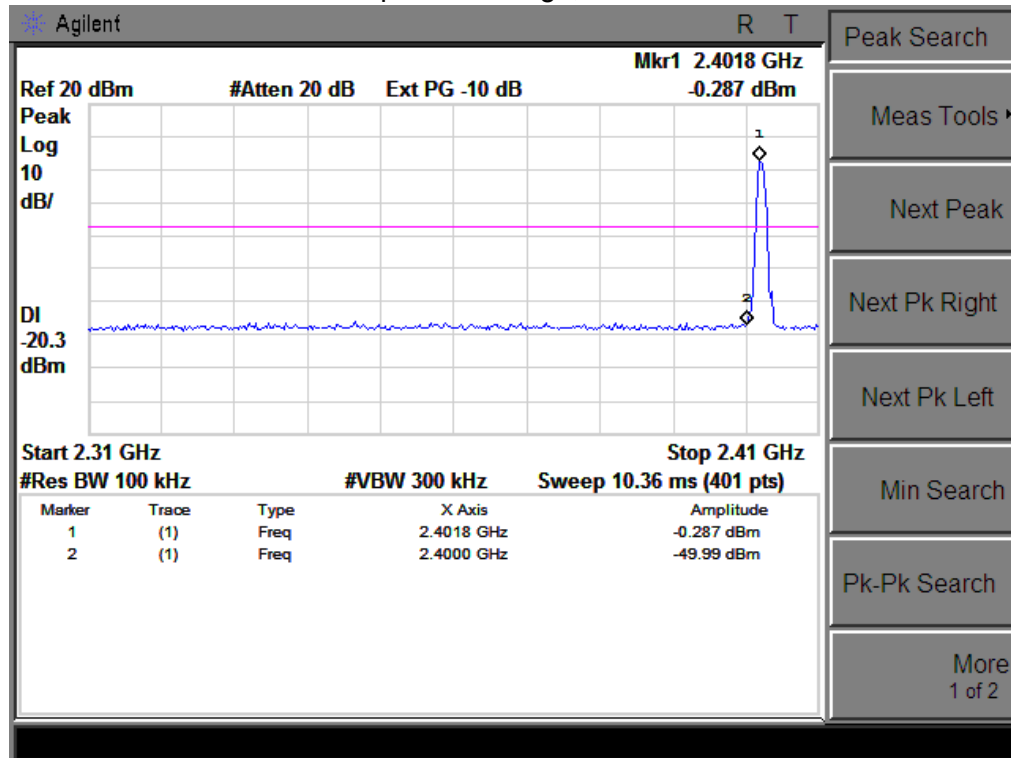 Agilent
R T
Mkr1 2.4018 GHz
Ref 20 dBm #Atten 20 dB Ext PG -10 dB -0.287 dBm
Peak
Log
10
dB/
1
2
DI
-20.3
dBm
Start 2.31 GHz Stop 2.41 GHz
#Res BW 100 kHz #VBW 300 kHz Sweep 10.36 ms (401 pts)
Marker Trace Type X Axis Amplitude
1 (1) Freq 2.4018 GHz -0.287 dBm
2 (1) Freq 2.4000 GHz -49.99 dBm
Peak Search
Meas Tools
Next Peak
Next Pk Right
Next Pk Left
Min Search
Pk-Pk Search
More
1 of 2